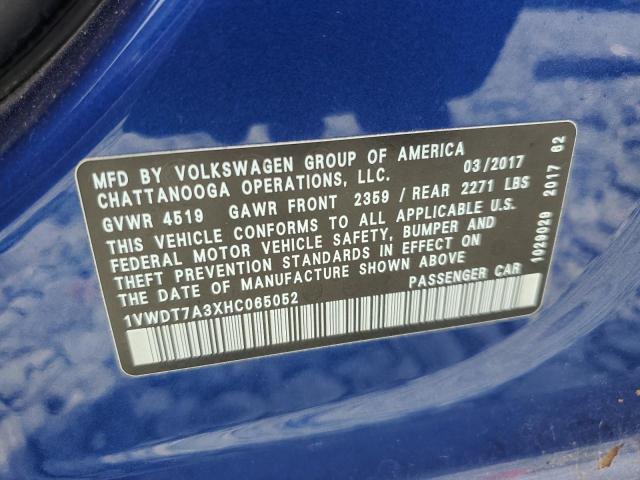 MFD BY VOLKSWAGEN GROUP OF AMERICA 03/2017
CHATTANOOGA OPERATIONS, LLC.
GVWR 4519 GAWR FRONT 2359 / REAR 2271 LBS
THIS VEHICLE CONFORMS TO ALL APPLICABLE U.S.
FEDERAL MOTOR VEHICLE SAFETY, BUMPER AND
THEFT PREVENTION STANDARDS IN EFFECT ON
THE DATE OF MANUFACTURE SHOWN ABOVE
1VWDT7A3XHC065052 PASSENGER CAR
1029029 2017 02